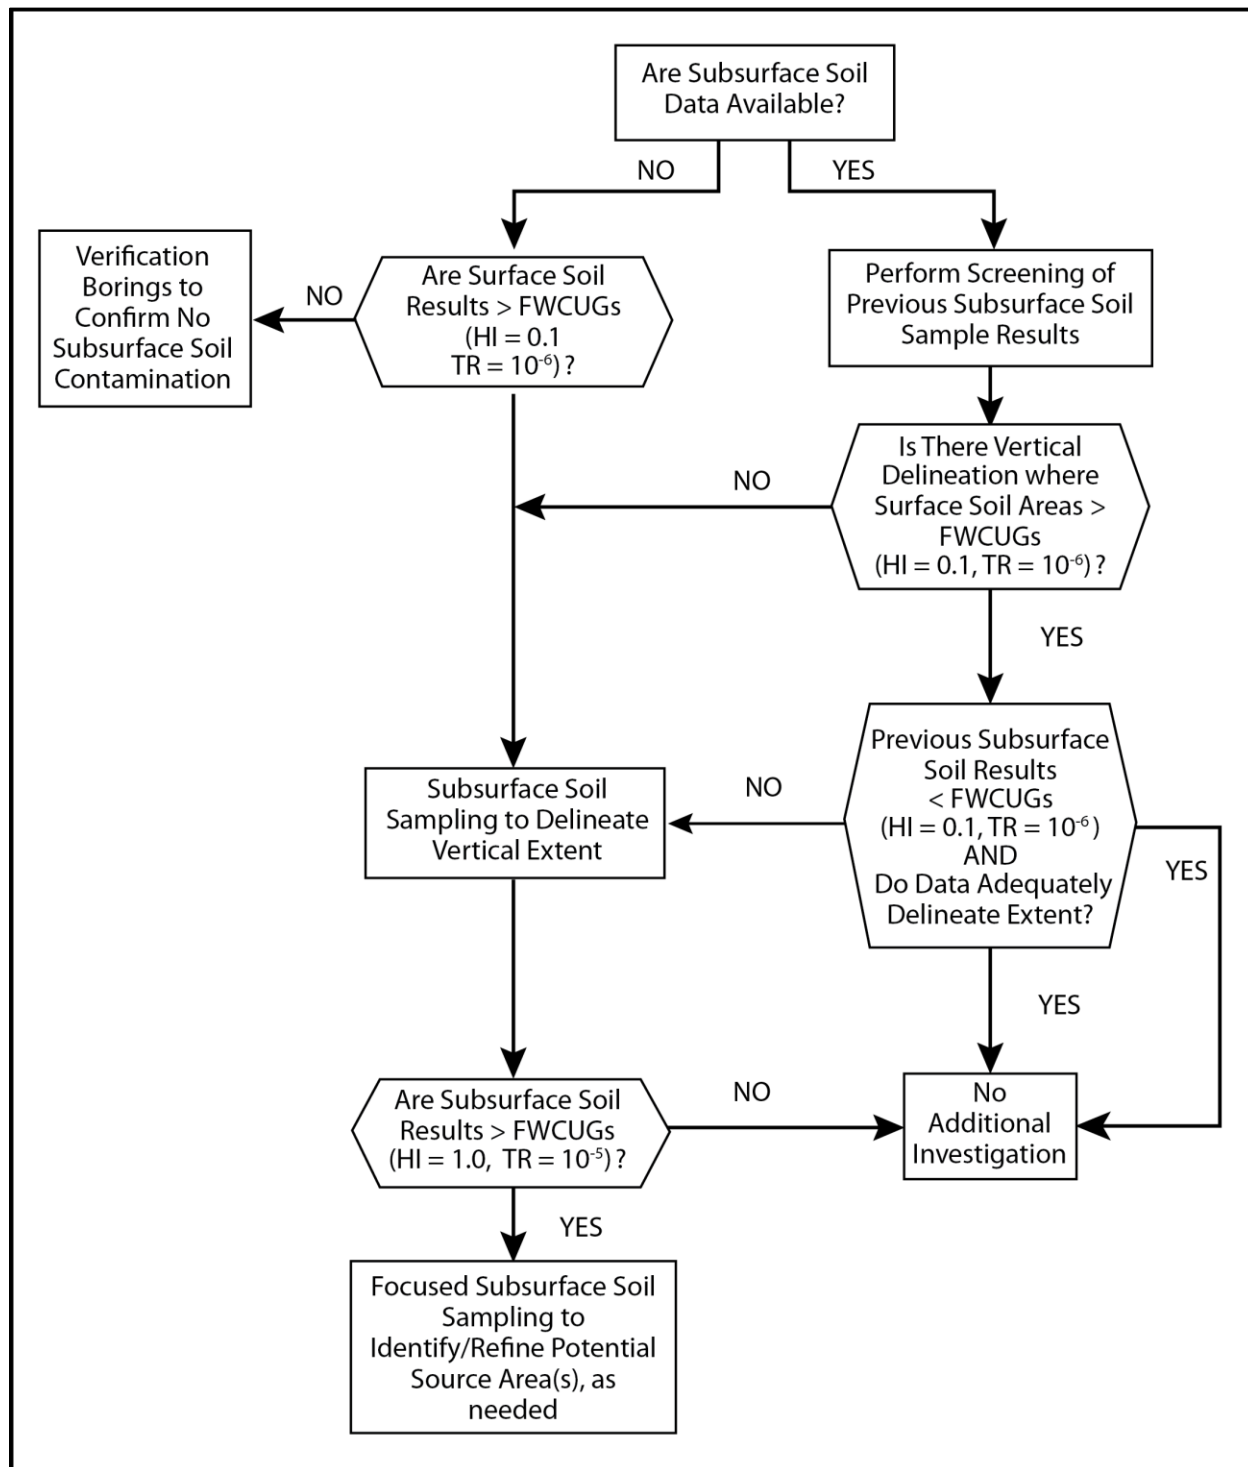 Are Subsurface Soil
Data Available?
NO
YES
Verification
Borings to
Confirm No
Subsurface Soil
Contamination
NO
Are Surface Soil
Results > FWCUGs
(HI = 0.1
TR = 10⁻⁶) ?
Perform Screening of
Previous Subsurface Soil
Sample Results
NO
Is There Vertical
Delineation where
Surface Soil Areas >
FWCUGs
(HI = 0.1, TR = 10⁻⁶) ?
YES
Subsurface Soil
Sampling to Delineate
Vertical Extent
NO
Previous Subsurface
Soil Results
< FWCUGs
(HI = 0.1, TR = 10⁻⁶)
AND
Do Data Adequately
Delineate Extent?
YES
YES
Are Subsurface Soil
Results > FWCUGs
(HI = 1.0, TR = 10⁻⁵) ?
NO
No
Additional
Investigation
YES
Focused Subsurface Soil
Sampling to
Identify/Refine Potential
Source Area(s), as
needed